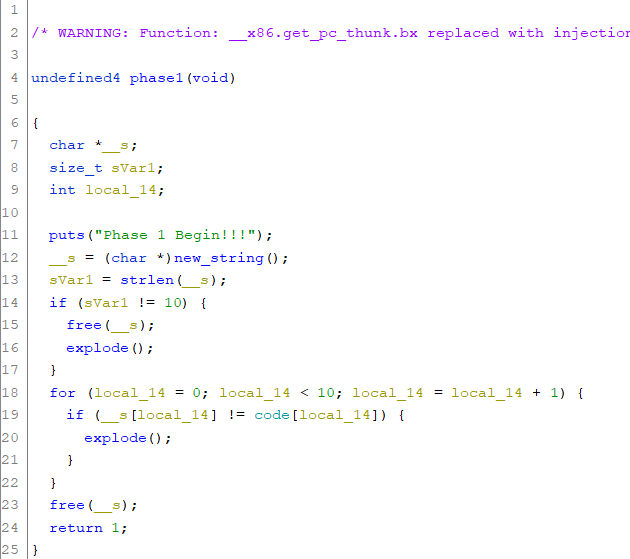 1
2 /* WARNING: Function: __x86.get_pc_thunk.bx replaced with injection
3
4 undefined4 phase1(void)
5
6 {
7 char *__s;
8 size_t sVar1;
9 int local_14;
10
11 puts("Phase 1 Begin!!!");
12 __s = (char *)new_string();
13 sVar1 = strlen(__s);
14 if (sVar1 != 10) {
15 free(__s);
16 explode();
17 }
18 for (local_14 = 0; local_14 < 10; local_14 = local_14 + 1) {
19 if (__s[local_14] != code[local_14]) {
20 explode();
21 }
22 }
23 free(__s);
24 return 1;
25 }